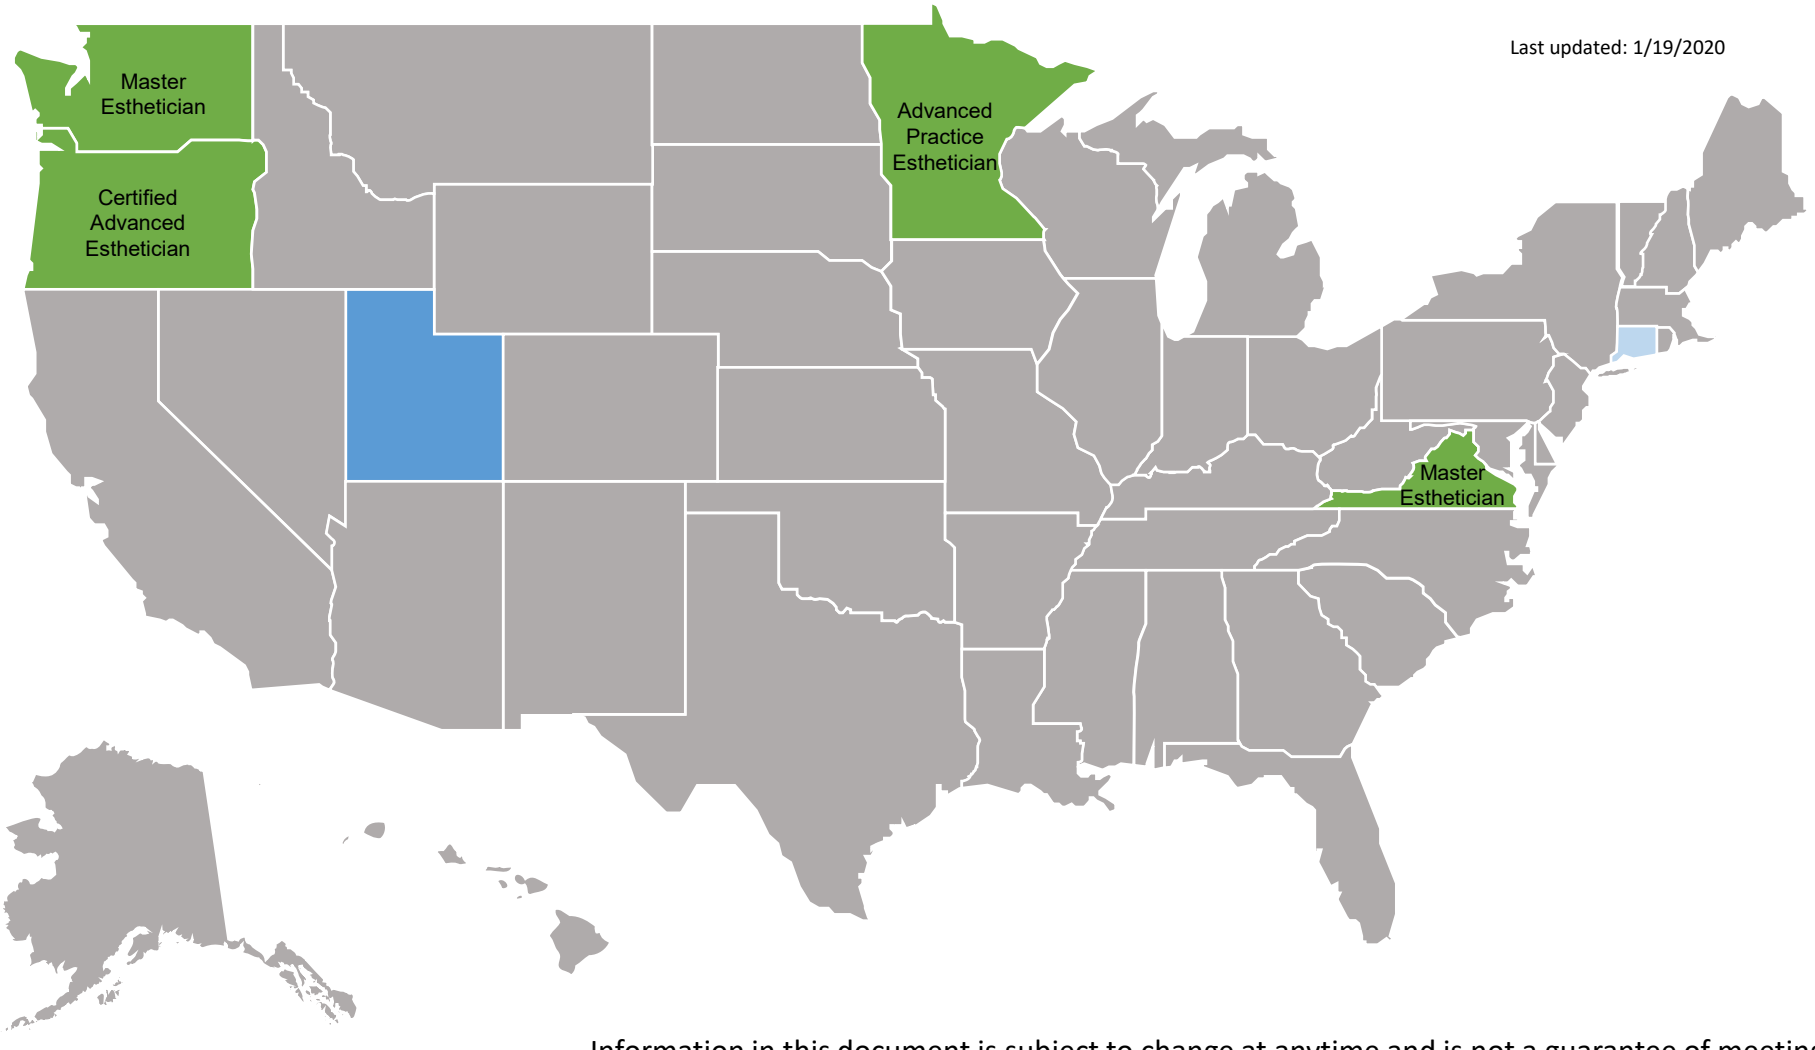 Last updated: 1/19/2020
Master
Esthetician
Advanced
Practice
Esthetician
Certified
Advanced
Esthetician
Master
Esthetician
Information in this document is subject to change at anytime and is not a guarantee of meeting